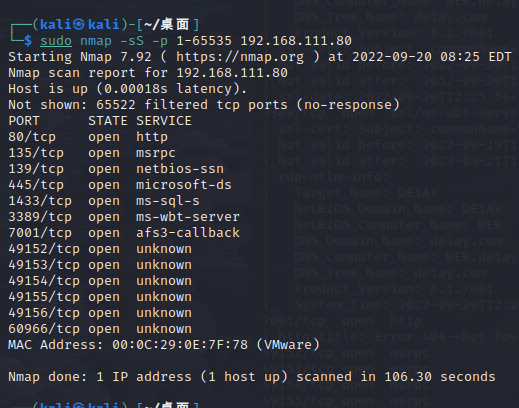 ┌──(kali㉿kali)-[~/桌面]
└─$ sudo nmap -sS -p 1-65535 192.168.111.80
Starting Nmap 7.92 ( https://nmap.org ) at 2022-09-20 08:25 EDT
Nmap scan report for 192.168.111.80
Host is up (0.00018s latency).
Not shown: 65522 filtered tcp ports (no-response)
PORT      STATE SERVICE
80/tcp    open  http
135/tcp   open  msrpc
139/tcp   open  netbios-ssn
445/tcp   open  microsoft-ds
1433/tcp  open  ms-sql-s
3389/tcp  open  ms-wbt-server
7001/tcp  open  afs3-callback
49152/tcp open  unknown
49153/tcp open  unknown
49154/tcp open  unknown
49155/tcp open  unknown
49156/tcp open  unknown
60966/tcp open  unknown
MAC Address: 00:0C:29:0E:7F:78 (VMware)
Nmap done: 1 IP address (1 host up) scanned in 106.30 seconds